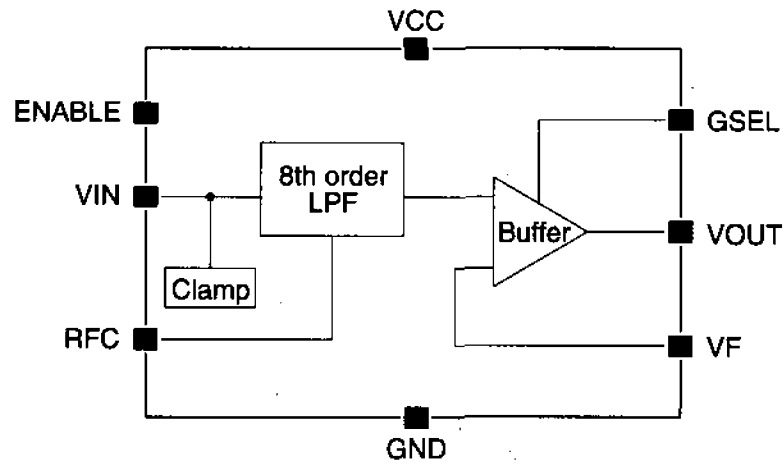 VCC
ENABLE
GSEL
VIN
8th order
LPF
Buffer
VOUT
Clamp
RFC
VF
GND